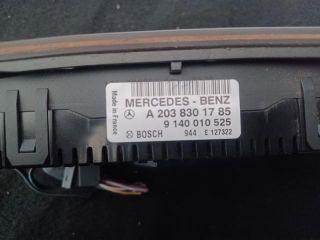 Made in France
MERCEDES - BENZ
A 203 830 17 85
9 140 010 525
BOSCH 944 E 127322